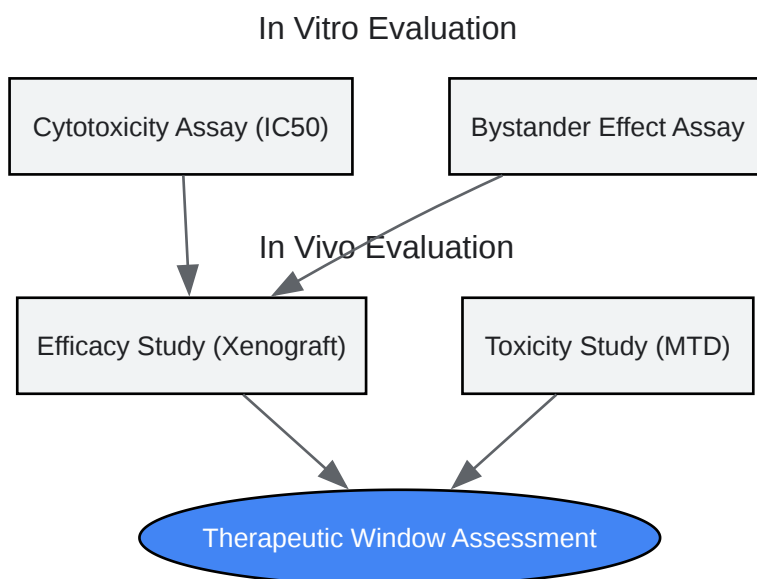 In Vitro Evaluation
Cytotoxicity Assay (IC50)
Bystander Effect Assay
In Vivo Evaluation
Efficacy Study (Xenograft)
Toxicity Study (MTD)
Therapeutic Window Assessment